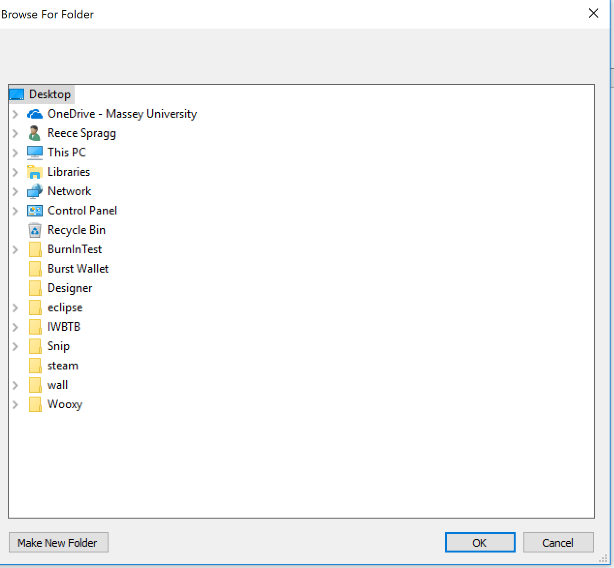 Browse For Folder
Desktop
OneDrive - Massey University
Reece Spragg
This PC
Libraries
Network
Control Panel
Recycle Bin
BurnInTest
Burst Wallet
Designer
eclipse
IWBTB
Snip
steam
wall
Wooxy
Make New Folder
OK
Cancel